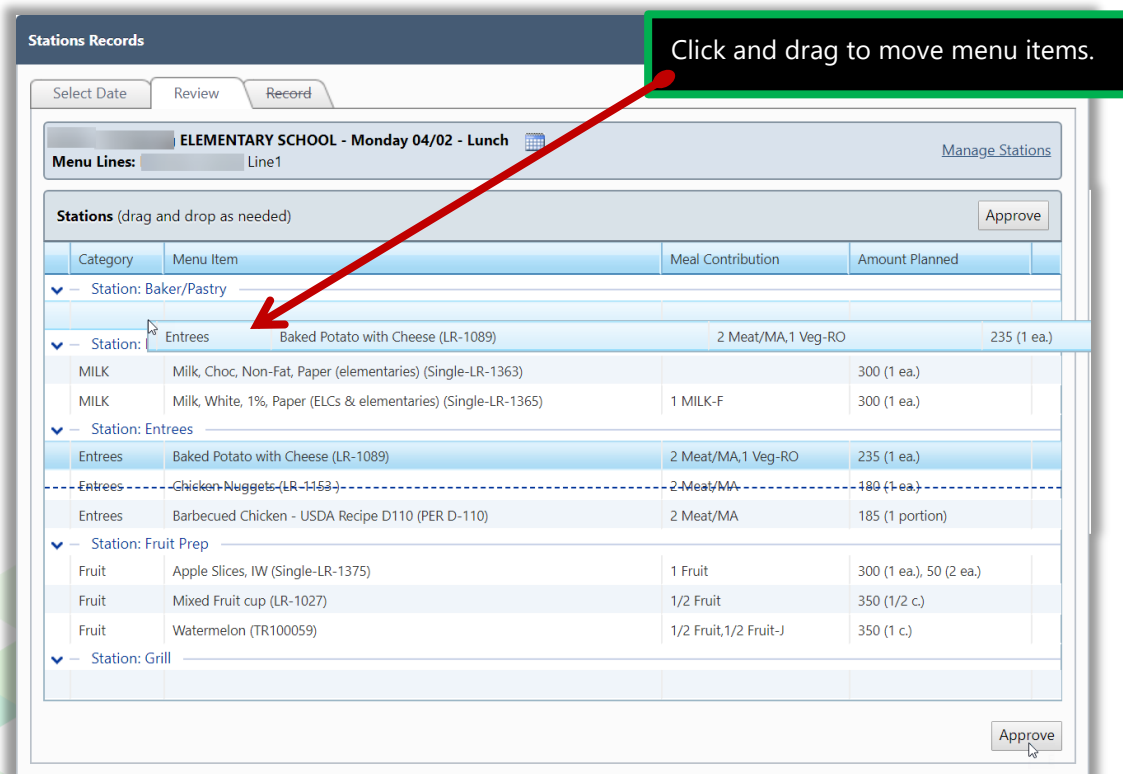 Stations Records
Click and drag to move menu items.
Select Date Review Record
ELEMENTARY SCHOOL - Monday 04/02 - Lunch
Menu Lines: Line1
Manage Stations
Stations (drag and drop as needed)
Approve
Category Menu Item Meal Contribution Amount Planned
Station: Baker/Pastry
Entrees Baked Potato with Cheese (LR-1089) 2 Meat/MA,1 Veg-RO 235 (1 ea.)
Station:
MILK Milk, Choc, Non-Fat, Paper (elementaries) (Single-LR-1363) 300 (1 ea.)
MILK Milk, White, 1%, Paper (ELCs & elementaries) (Single-LR-1365) 1 MILK-F 300 (1 ea.)
Station: Entrees
Entrees Baked Potato with Cheese (LR-1089) 2 Meat/MA,1 Veg-RO 235 (1 ea.)
Entrees Chicken Nuggets (LR-1153 ) 2 Meat/MA 180 (1 ea.)
Entrees Barbecued Chicken - USDA Recipe D110 (PER D-110) 2 Meat/MA 185 (1 portion)
Station: Fruit Prep
Fruit Apple Slices, IW (Single-LR-1375) 1 Fruit 300 (1 ea.), 50 (2 ea.)
Fruit Mixed Fruit cup (LR-1027) 1/2 Fruit 350 (1/2 c.)
Fruit Watermelon (TR100059) 1/2 Fruit,1/2 Fruit-J 350 (1 c.)
Station: Grill
Approve